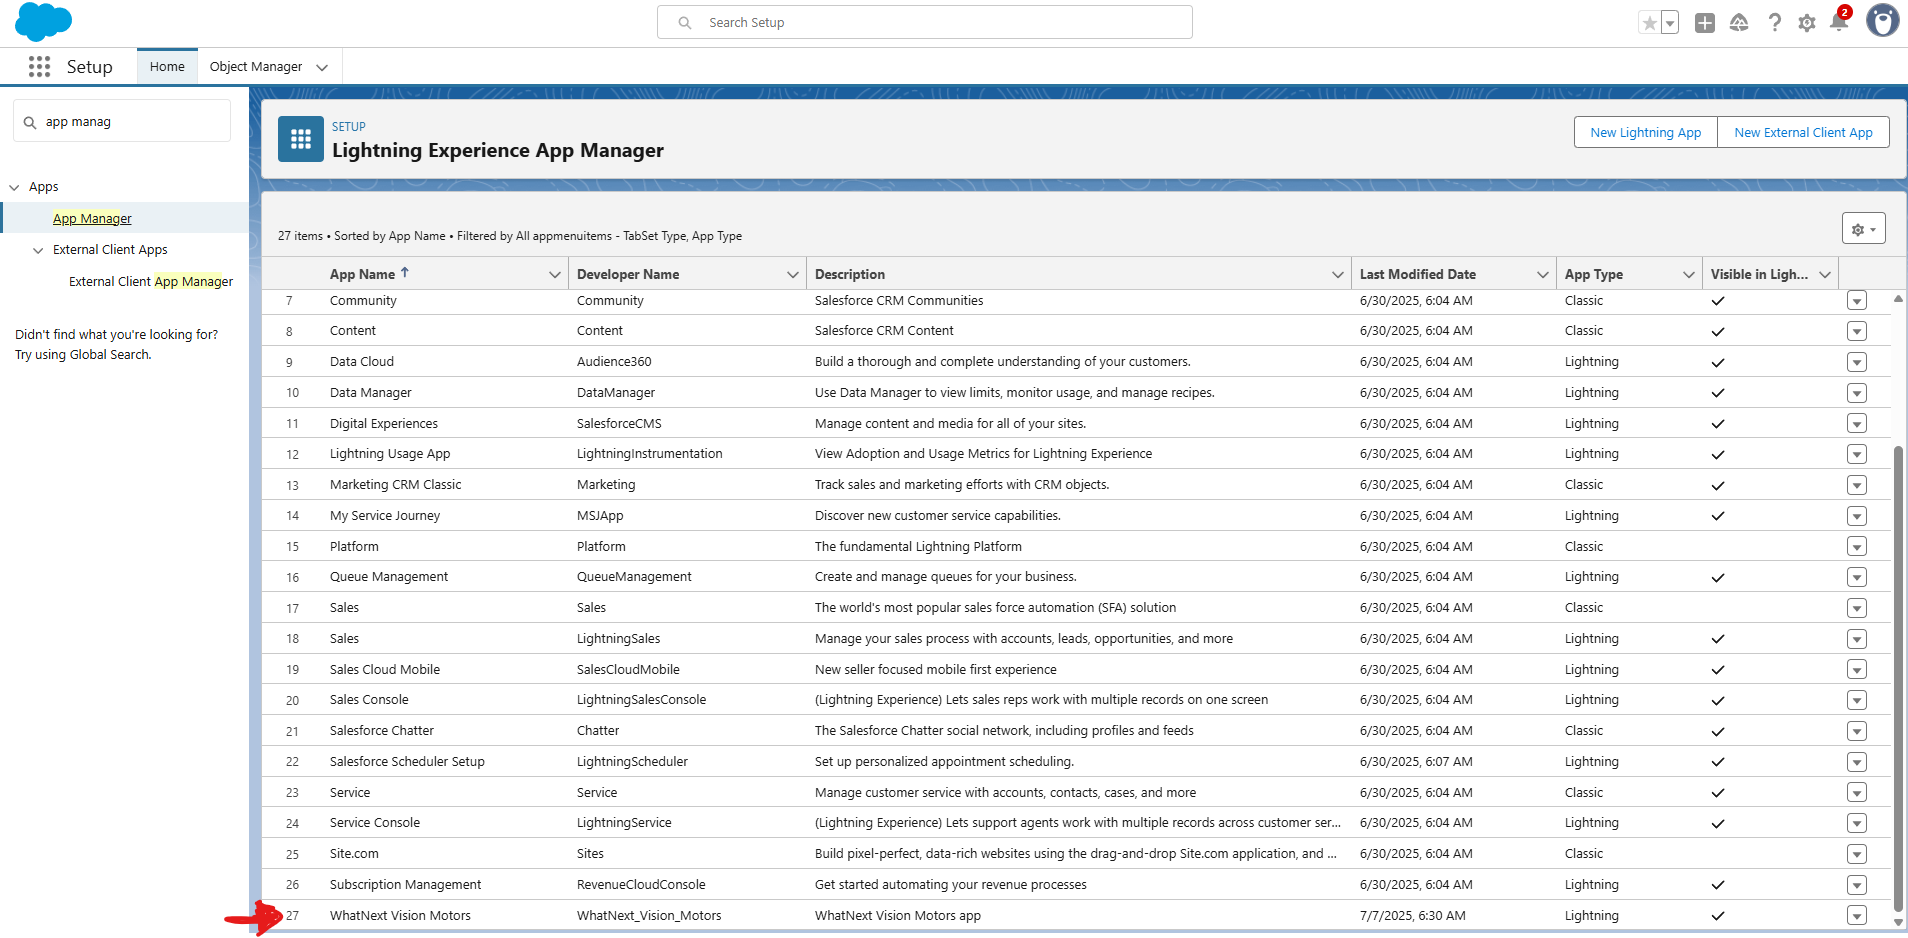 Search Setup
2
Setup Home Object Manager
app manag
Apps
App Manager
External Client Apps
External Client App Manager
Didn't find what you're looking for?
Try using Global Search.
SETUP
Lightning Experience App Manager
New Lightning App New External Client App
27 items • Sorted by App Name • Filtered by All appmenuitems - TabSet Type, App Type
App Name ↑ Developer Name Description Last Modified Date App Type Visible in Ligh...
7 Community Community Salesforce CRM Communities 6/30/2025, 6:04 AM Classic ✓
8 Content Content Salesforce CRM Content 6/30/2025, 6:04 AM Classic ✓
9 Data Cloud Audience360 Build a thorough and complete understanding of your customers. 6/30/2025, 6:04 AM Lightning ✓
10 Data Manager DataManager Use Data Manager to view limits, monitor usage, and manage recipes. 6/30/2025, 6:04 AM Lightning ✓
11 Digital Experiences SalesforceCMS Manage content and media for all of your sites. 6/30/2025, 6:04 AM Lightning ✓
12 Lightning Usage App LightningInstrumentation View Adoption and Usage Metrics for Lightning Experience 6/30/2025, 6:04 AM Lightning ✓
13 Marketing CRM Classic Marketing Track sales and marketing efforts with CRM objects. 6/30/2025, 6:04 AM Classic ✓
14 My Service Journey MSJApp Discover new customer service capabilities. 6/30/2025, 6:04 AM Lightning ✓
15 Platform Platform The fundamental Lightning Platform 6/30/2025, 6:04 AM Classic
16 Queue Management QueueManagement Create and manage queues for your business. 6/30/2025, 6:04 AM Lightning ✓
17 Sales Sales The world's most popular sales force automation (SFA) solution 6/30/2025, 6:04 AM Classic
18 Sales LightningSales Manage your sales process with accounts, leads, opportunities, and more 6/30/2025, 6:04 AM Lightning ✓
19 Sales Cloud Mobile SalesCloudMobile New seller focused mobile first experience 6/30/2025, 6:04 AM Lightning ✓
20 Sales Console LightningSalesConsole (Lightning Experience) Lets sales reps work with multiple records on one screen 6/30/2025, 6:04 AM Lightning ✓
21 Salesforce Chatter Chatter The Salesforce Chatter social network, including profiles and feeds 6/30/2025, 6:04 AM Classic ✓
22 Salesforce Scheduler Setup LightningScheduler Set up personalized appointment scheduling. 6/30/2025, 6:07 AM Lightning ✓
23 Service Service Manage customer service with accounts, contacts, cases, and more 6/30/2025, 6:04 AM Classic ✓
24 Service Console LightningService (Lightning Experience) Lets support agents work with multiple records across customer ser... 6/30/2025, 6:04 AM Lightning ✓
25 Site.com Sites Build pixel-perfect, data-rich websites using the drag-and-drop Site.com application, and ... 6/30/2025, 6:04 AM Classic
26 Subscription Management RevenueCloudConsole Get started automating your revenue processes 6/30/2025, 6:04 AM Lightning ✓
27 WhatNext Vision Motors WhatNext_Vision_Motors WhatNext Vision Motors app 7/7/2025, 6:30 AM Lightning ✓